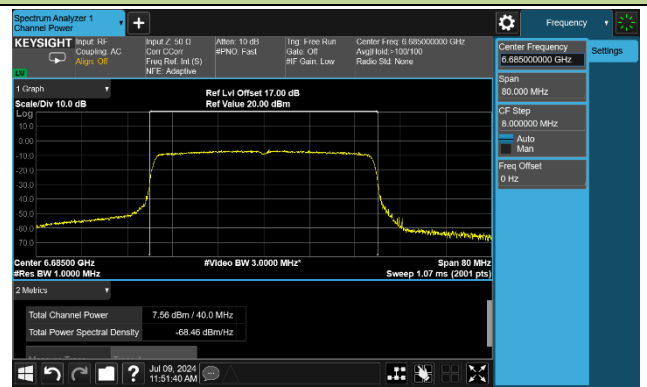 Spectrum Analyzer 1
Channel Power
Frequency
KEYSIGHT
Input: RF
Coupling: AC
Align: Off
Input Z: 50 Ω
Corr CCorr
Freq Ref: Int (S)
NFE: Adaptive
Atten: 10 dB
#PNO: Fast
Trig: Free Run
Gate: Off
#IF Gain: Low
Center Freq: 6.685000000 GHz
Avg|Hold:>100/100
Radio Std: None
Center Frequency
6.685000000 GHz
Settings
Span
80.000 MHz
CF Step
8.000000 MHz
Auto
Man
Freq Offset
0 Hz
1 Graph
Scale/Div 10.0 dB
Ref Lvl Offset 17.00 dB
Ref Value 20.00 dBm
Log
10.0
0.00
-10.0
-20.0
-30.0
-40.0
-50.0
-60.0
-70.0
Center 6.68500 GHz
#Res BW 1.0000 MHz
#Video BW 3.0000 MHz*
Span 80 MHz
Sweep 1.07 ms (2001 pts)
2 Metrics
Total Channel Power 7.56 dBm / 40.0 MHz
Total Power Spectral Density -68.46 dBm/Hz
Jul 09, 2024
11:51:40 AM